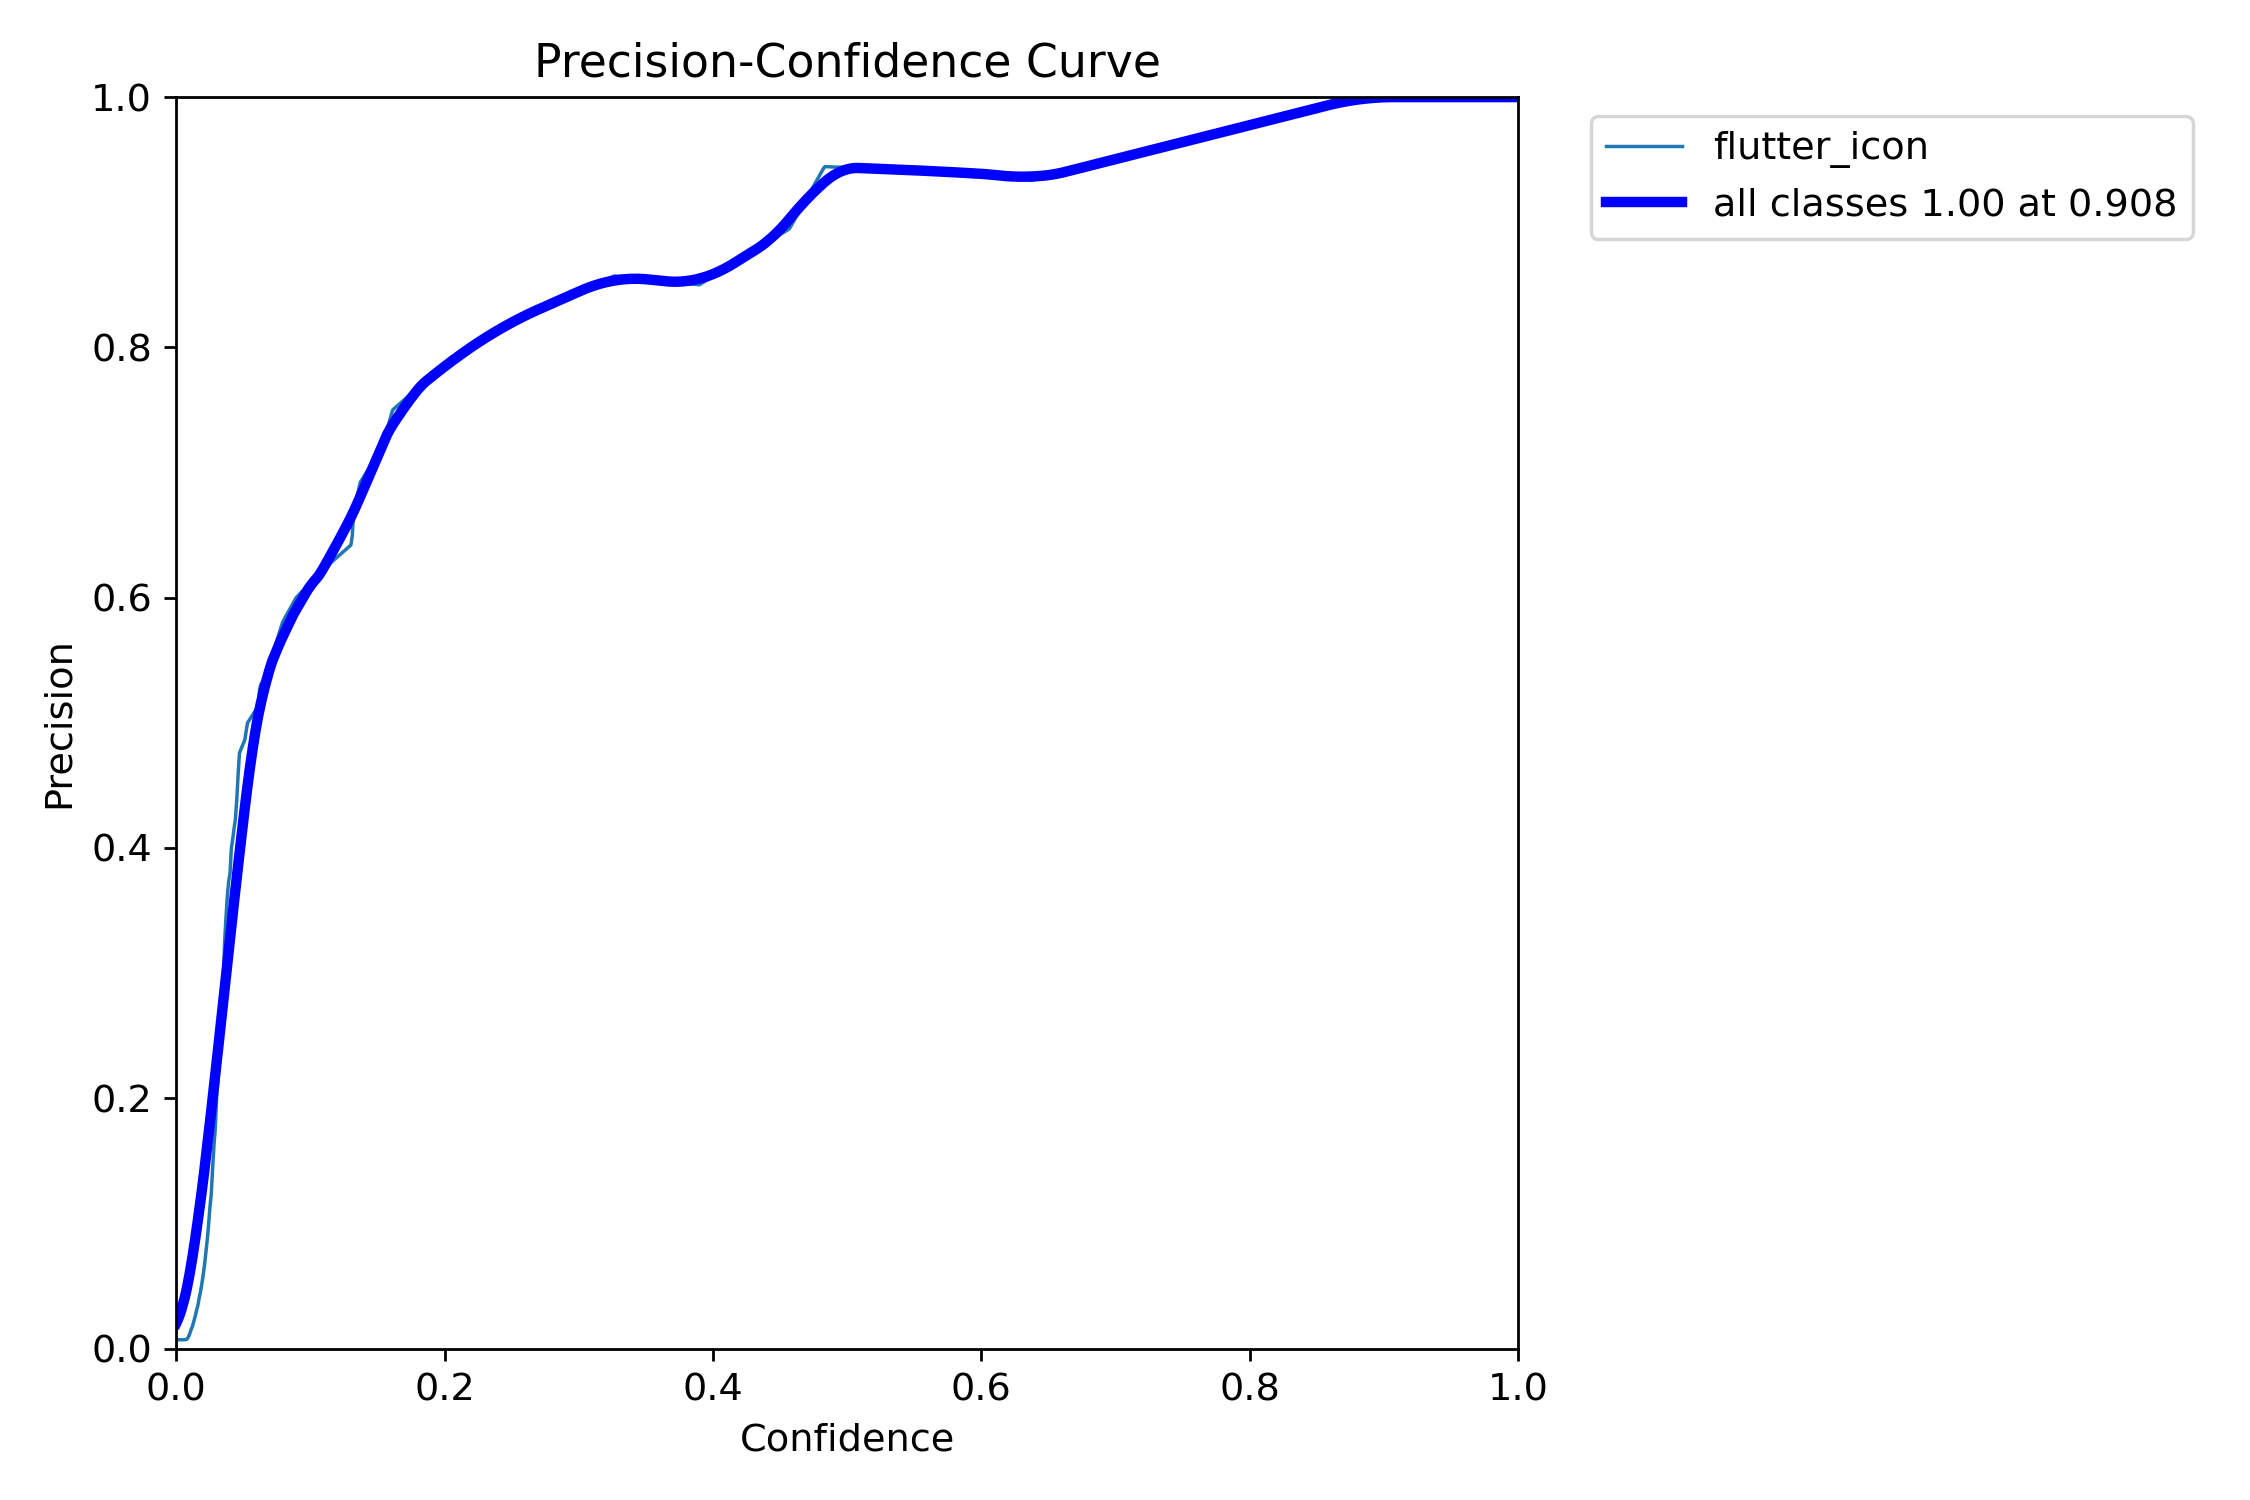 Precision-Confidence Curve
1.0
0.8
0.6
0.4
0.2
0.0
Precision
0.0 0.2 0.4 0.6 0.8 1.0
Confidence
flutter_icon
all classes 1.00 at 0.908